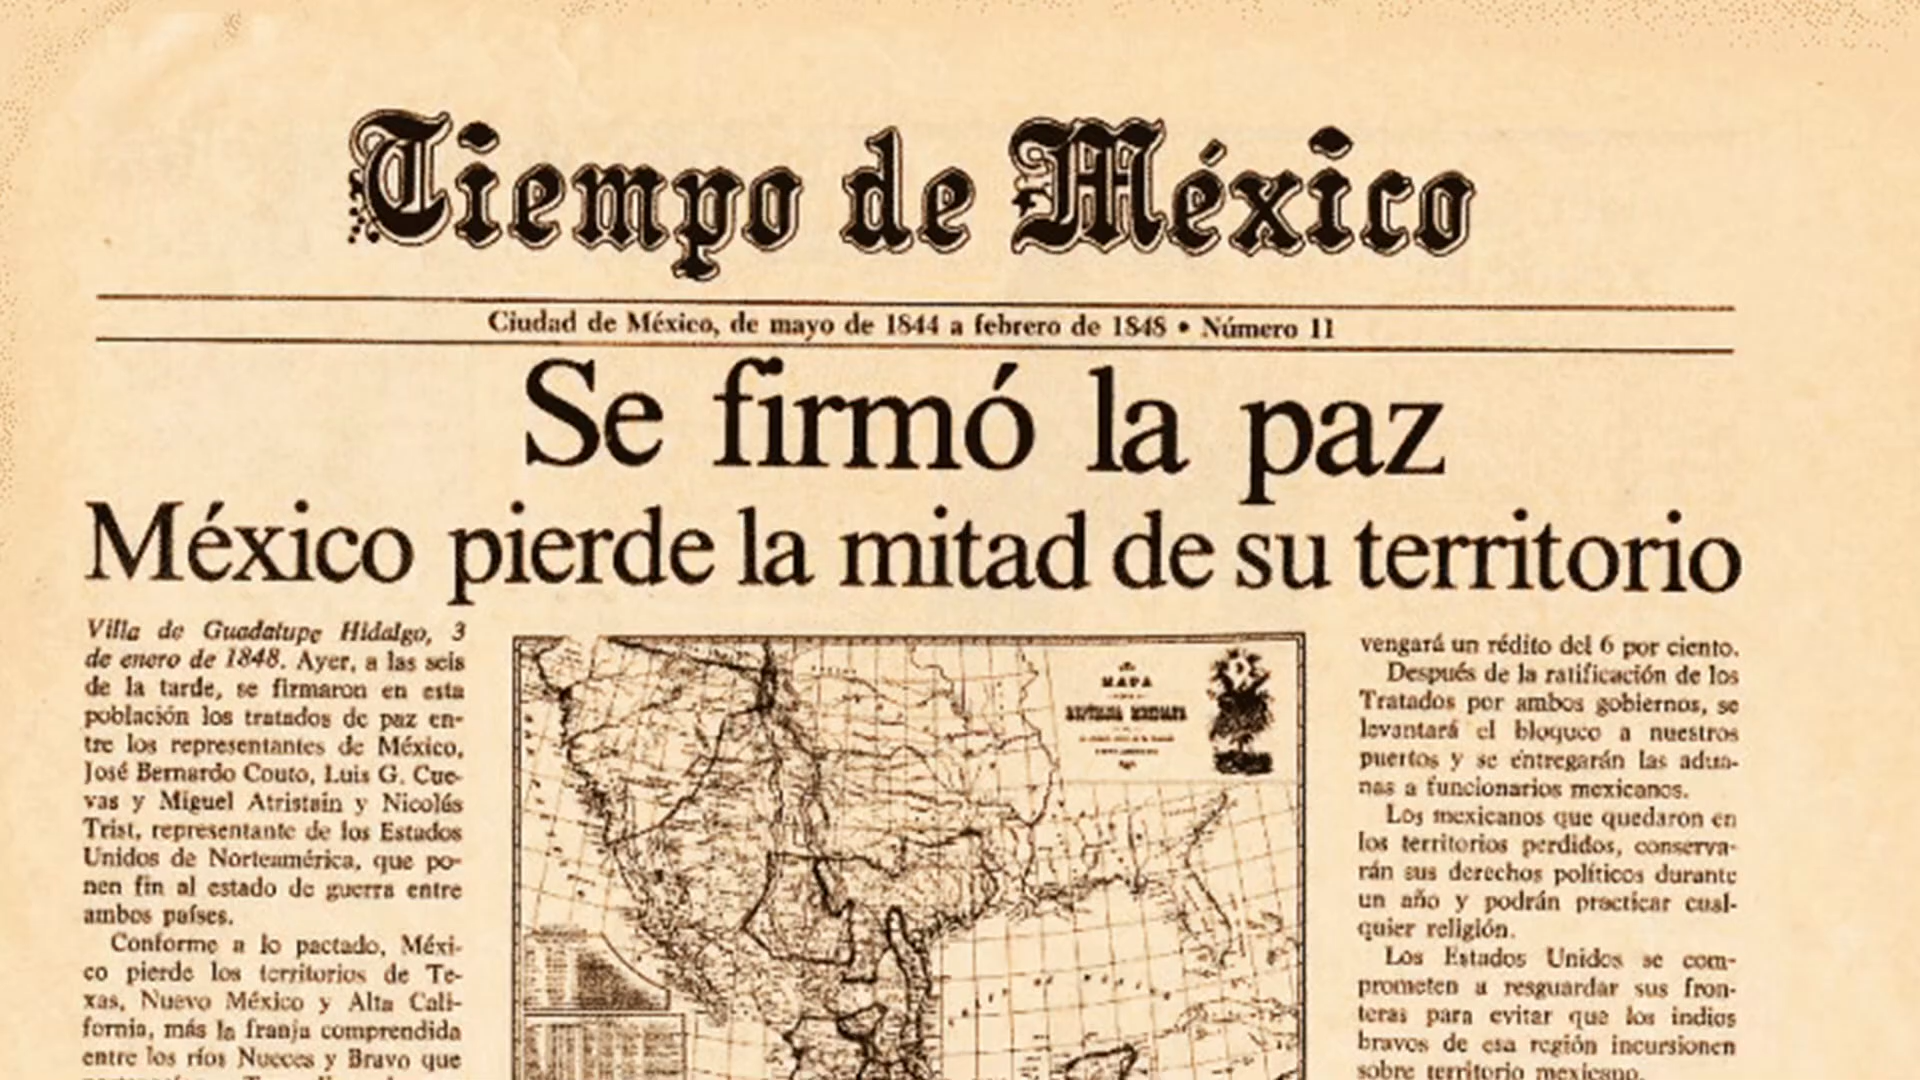 Tiempo de México
Ciudad de México, de mayo de 1844 a febrero de 1848 • Número 11
Se firmó la paz
México pierde la mitad de su territorio
Villa de Guadalupe Hidalgo, 3
de enero de 1848. Ayer, a las seis
de la tarde, se firmaron en esta
población los tratados de paz en-
tre los representantes de México,
José Bernardo Couto, Luis G. Cue-
vas y Miguel Atristain y Nicolás
Trist, representante de los Estados
Unidos de Norteamérica, que po-
nen fin al estado de guerra entre
ambos países.
Conforme a lo pactado, Méxi-
co pierde los territorios de Te-
xas, Nuevo México y Alta Cali-
fornia, más la franja comprendida
entre los ríos Nueces y Bravo que
MAPA
vengará un rédito del 6 por ciento.
Después de la ratificación de los
Tratados por ambos gobiernos, se
levantará el bloqueo a nuestros
puertos y se entregarán las adua-
nas a funcionarios mexicanos.
Los mexicanos que quedaron en
los territorios perdidos, conserva-
rán sus derechos políticos durante
un año y podrán practicar cual-
quier religión.
Los Estados Unidos se com-
prometen a resguardar sus fron-
teras para evitar que los indios
bravos de esa región incursionen
sobre territorio mexicano.